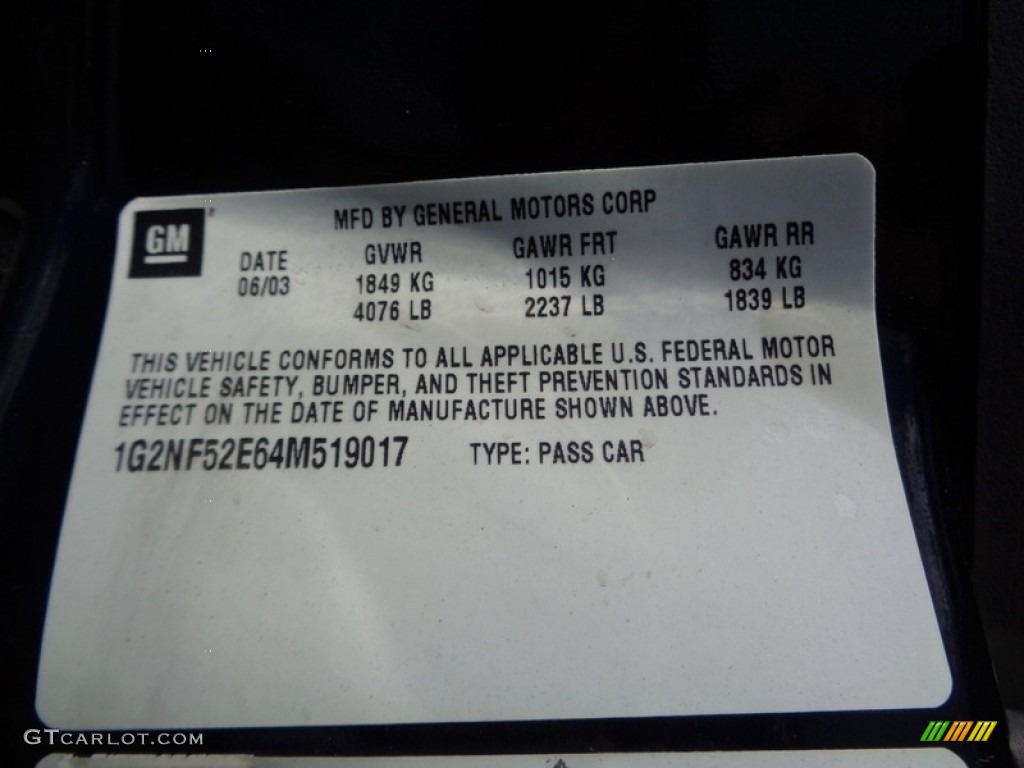 GM
MFD BY GENERAL MOTORS CORP
DATE GVWR GAWR FRT GAWR RR
06/03 1849 KG 1015 KG 834 KG
4076 LB 2237 LB 1839 LB
THIS VEHICLE CONFORMS TO ALL APPLICABLE U.S. FEDERAL MOTOR
VEHICLE SAFETY, BUMPER, AND THEFT PREVENTION STANDARDS IN
EFFECT ON THE DATE OF MANUFACTURE SHOWN ABOVE.
1G2NF52E64M519017 TYPE: PASS CAR
GTCARLOT.COM